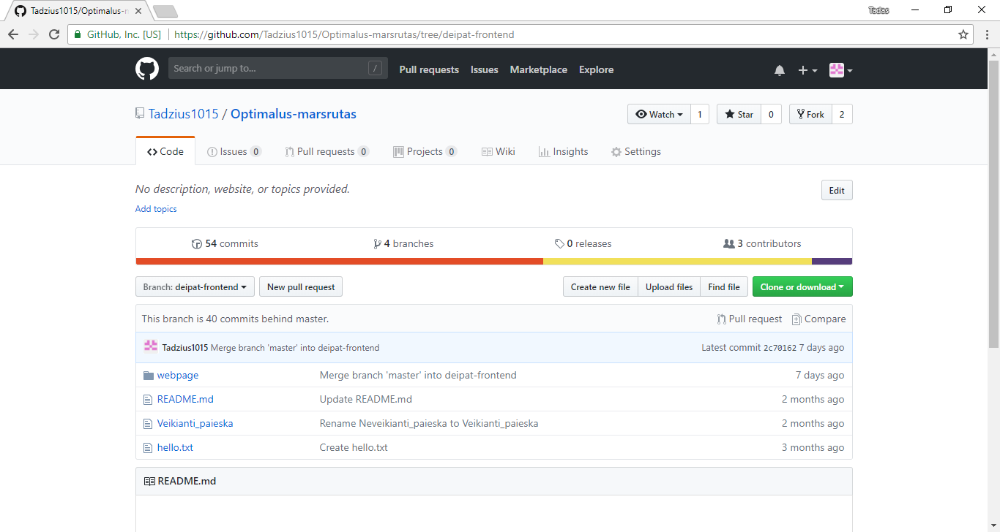 Tadzius1015/Optimalus-n
Tadas
GitHub, Inc. [US] https://github.com/Tadzius1015/Optimalus-marsrutas/tree/deipat-frontend
Search or jump to... / Pull requests Issues Marketplace Explore
Tadzius1015 / Optimalus-marsrutas Watch 1 Star 0 Fork 2
Code Issues 0 Pull requests 0 Projects 0 Wiki Insights Settings
No description, website, or topics provided. Edit
Add topics
54 commits 4 branches 0 releases 3 contributors
Branch: deipat-frontend New pull request Create new file Upload files Find file Clone or download
This branch is 40 commits behind master. Pull request Compare
Tadzius1015 Merge branch 'master' into deipat-frontend Latest commit 2c70162 7 days ago
webpage Merge branch 'master' into deipat-frontend 7 days ago
README.md Update README.md 2 months ago
Veikianti_paieska Rename Neveikianti_paieska to Veikianti_paieska 2 months ago
hello.txt Create hello.txt 3 months ago
README.md